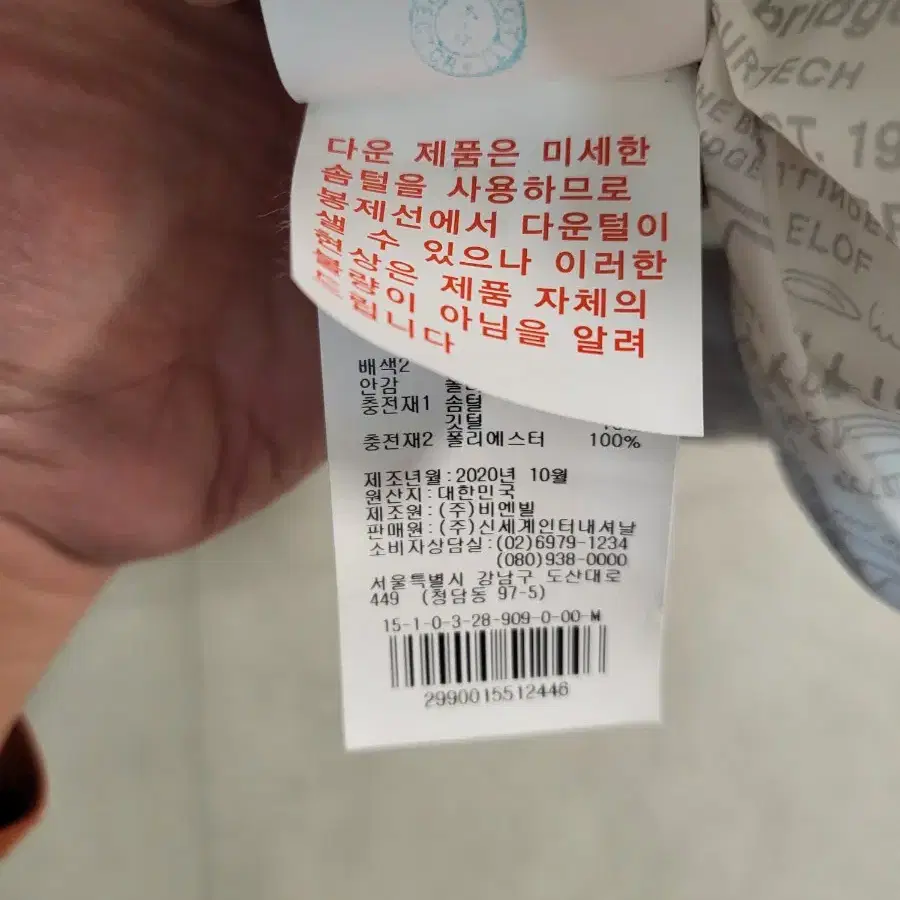 다운 제품은 미세한
솜털을 사용하므로
봉제선에서 다운털이
샐 수 있으나 이러한
현상은 제품 자체의
불량이 아님을 알려
드립니다
배색2
안감
충전재1 솜털
깃털
충전재2 폴리에스터 100%
제조년월:2020년 10월
원산지:대한민국
제조원:(주)비엔빌
판매원:(주)신세계인터내셔날
소비자상담실:(02)6979-1234
(080)938-0000
서울특별시 강남구 도산대로
449 (청담동 97-5)
15-1-0-3-28-909-0-00-M
2990015512446
bridge
URTECH
THE
19
ELOF